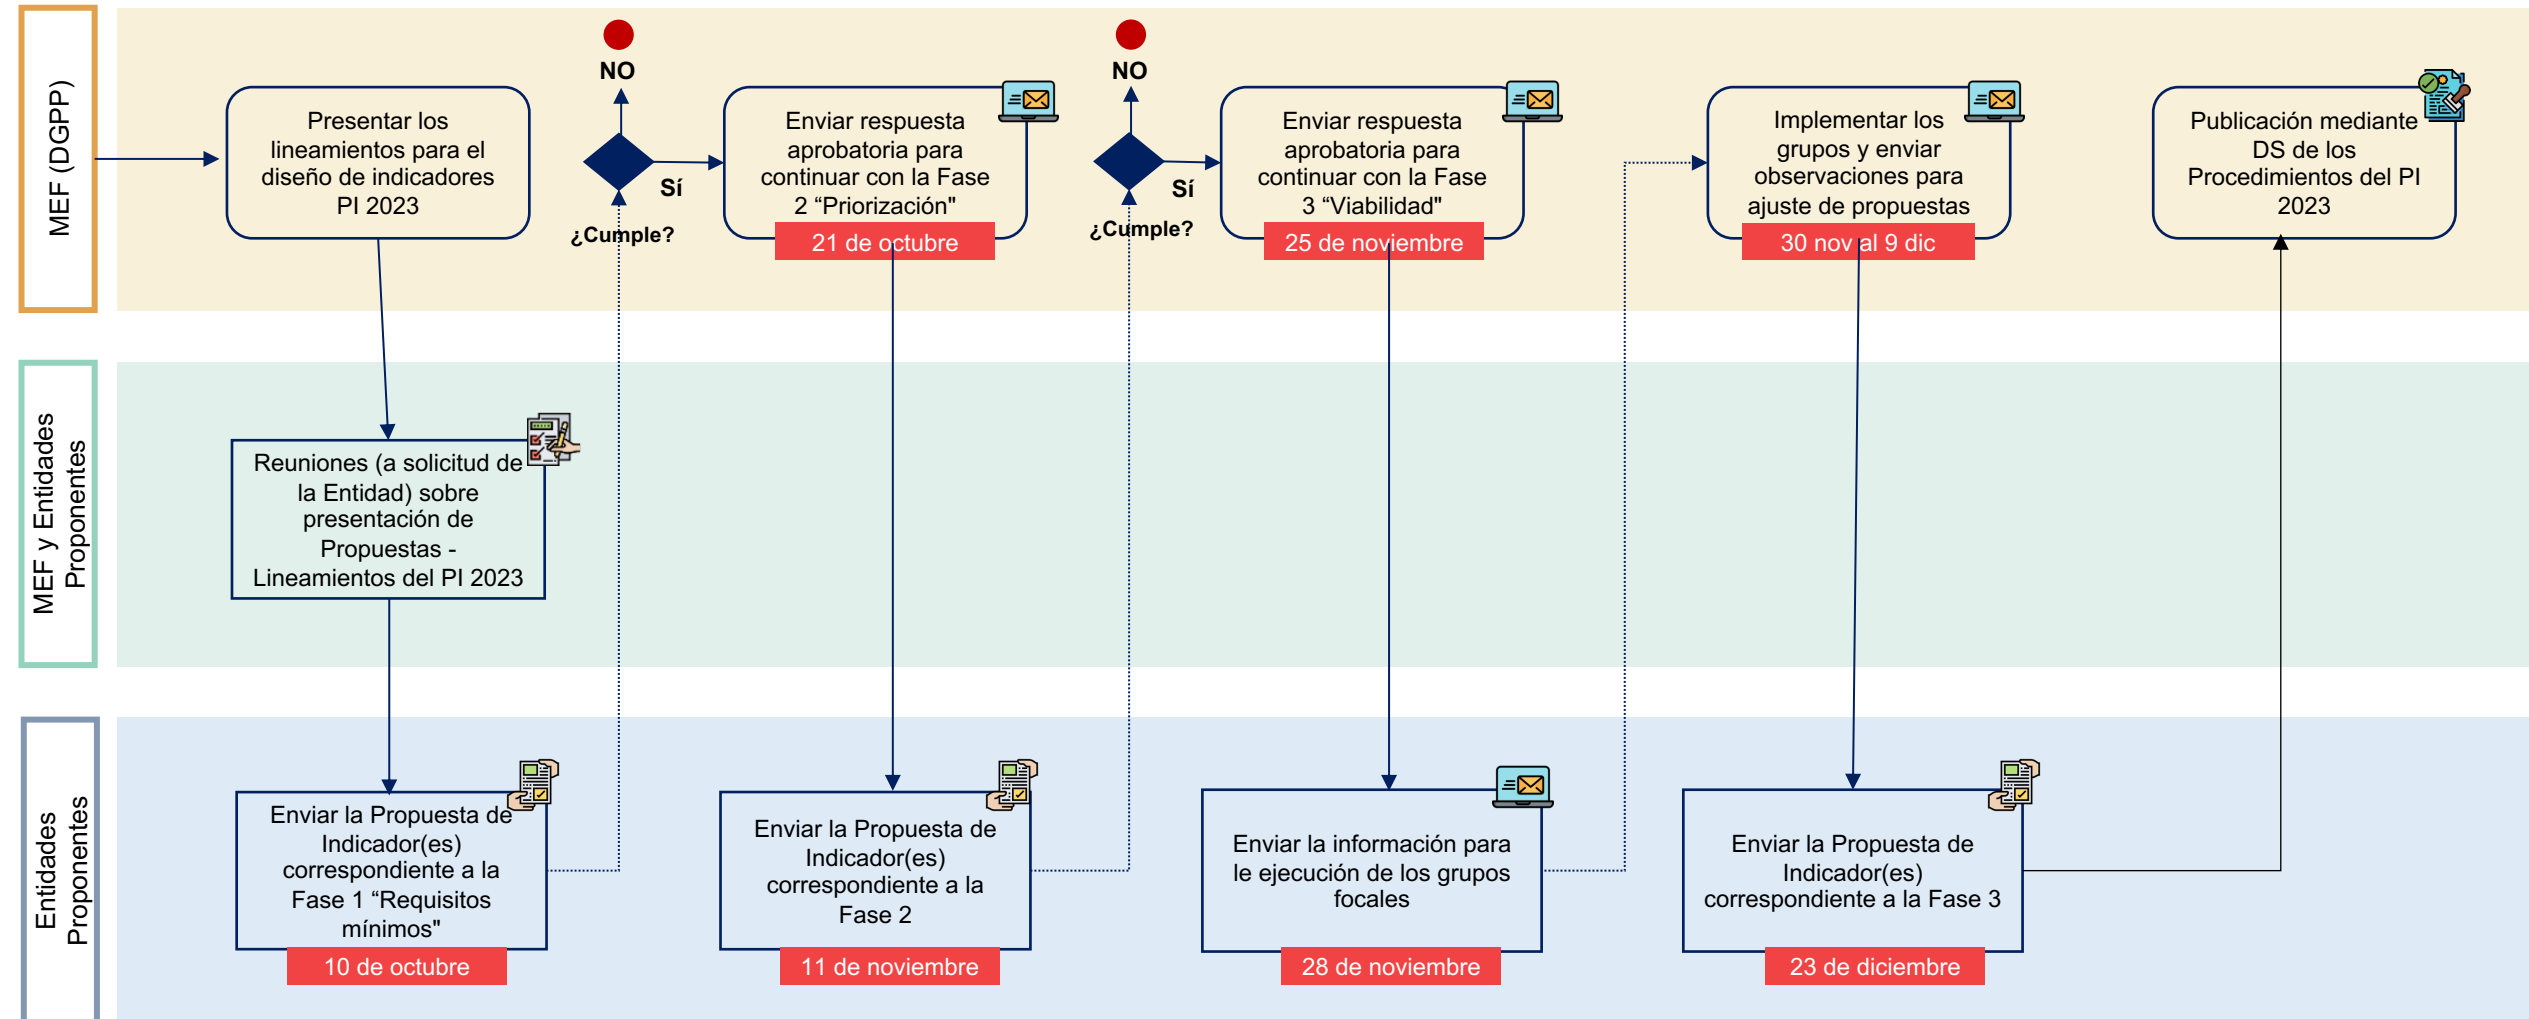 MEF (DGPP)
Presentar los
lineamientos para el
diseño de indicadores
PI 2023
NO
Sí
¿Cumple?
Enviar respuesta
aprobatoria para
continuar con la Fase
2 “Priorización"
21 de octubre
NO
Sí
¿Cumple?
Enviar respuesta
aprobatoria para
continuar con la Fase
3 “Viabilidad"
25 de noviembre
Implementar los
grupos y enviar
observaciones para
ajuste de propuestas
30 nov al 9 dic
Publicación mediante
DS de los
Procedimientos del PI
2023
MEF y Entidades
Proponentes
Reuniones (a solicitud de
la Entidad) sobre
presentación de
Propuestas -
Lineamientos del PI 2023
Entidades
Proponentes
Enviar la Propuesta de
Indicador(es)
correspondiente a la
Fase 1 “Requisitos
mínimos"
10 de octubre
Enviar la Propuesta de
Indicador(es)
correspondiente a la
Fase 2
11 de noviembre
Enviar la información para
le ejecución de los grupos
focales
28 de noviembre
Enviar la Propuesta de
Indicador(es)
correspondiente a la Fase 3
23 de diciembre